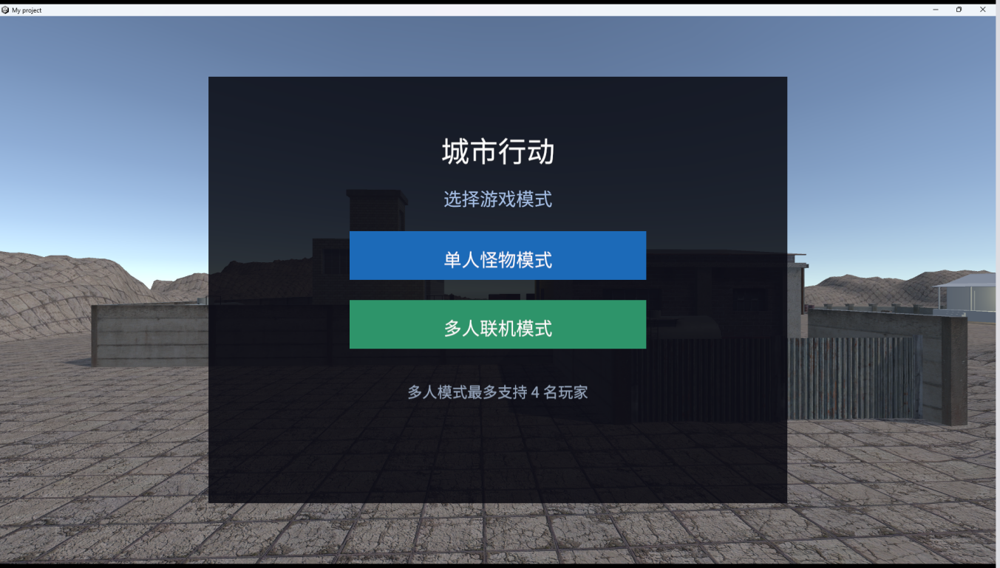 My project
城市行动
选择游戏模式
单人怪物模式
多人联机模式
多人模式最多支持 4 名玩家